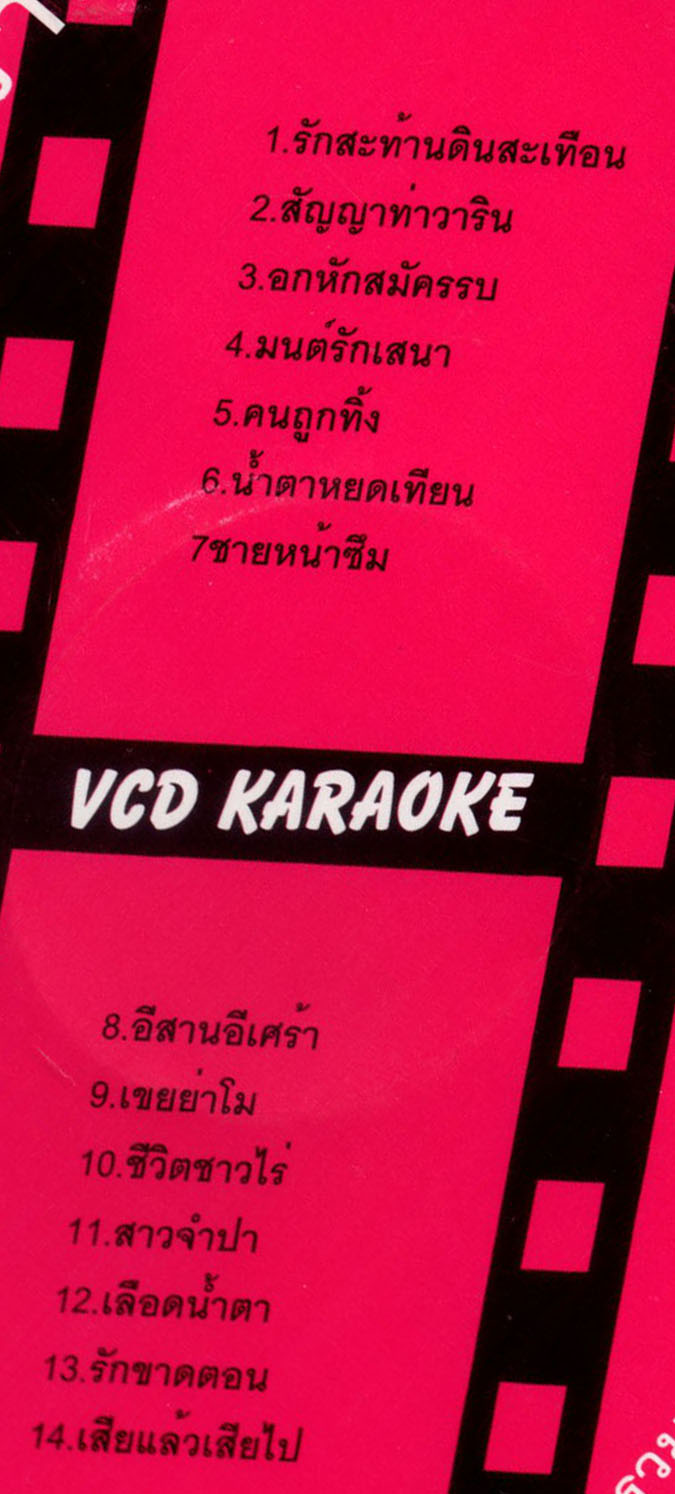 1.รักสะท้านดินสะเทือน
2.สัญญาท่าวาริน
3.อกหักสมัครรบ
4.มนต์รักเสนา
5.คนถูกทิ้ง
6.น้ำตาหยดเทียน
7ชายหน้าซึม
VCD KARAOKE
8.อีสานอีเศร้า
9.เขยย่าโม
10.ชีวิตชาวไร่
11.สาวจำปา
12.เลือดน้ำตา
13.รักขาดตอน
14.เสียแล้วเสียไป
รวม